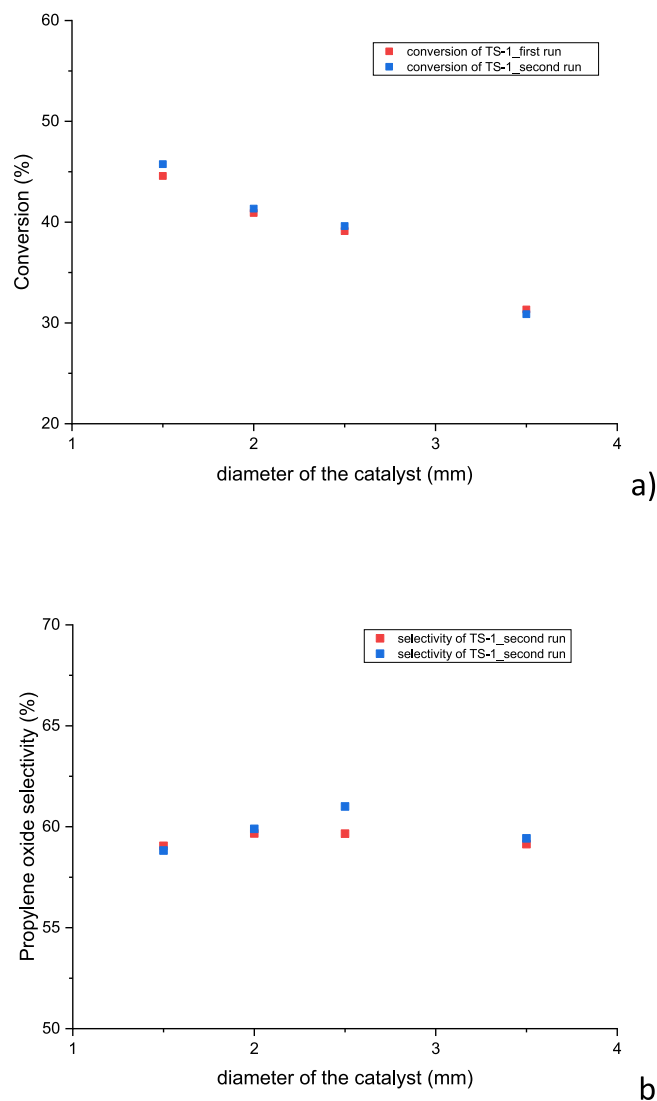 60
conversion of TS-1_first run
conversion of TS-1_second run
50
Conversion (%)
40
30
20
1
2
3
4
diameter of the catalyst (mm)
a)
70
selectivity of TS-1_second run
selectivity of TS-1_second run
65
Propylene oxide selectivity (%)
60
55
50
1
2
3
4
diameter of the catalyst (mm)
b